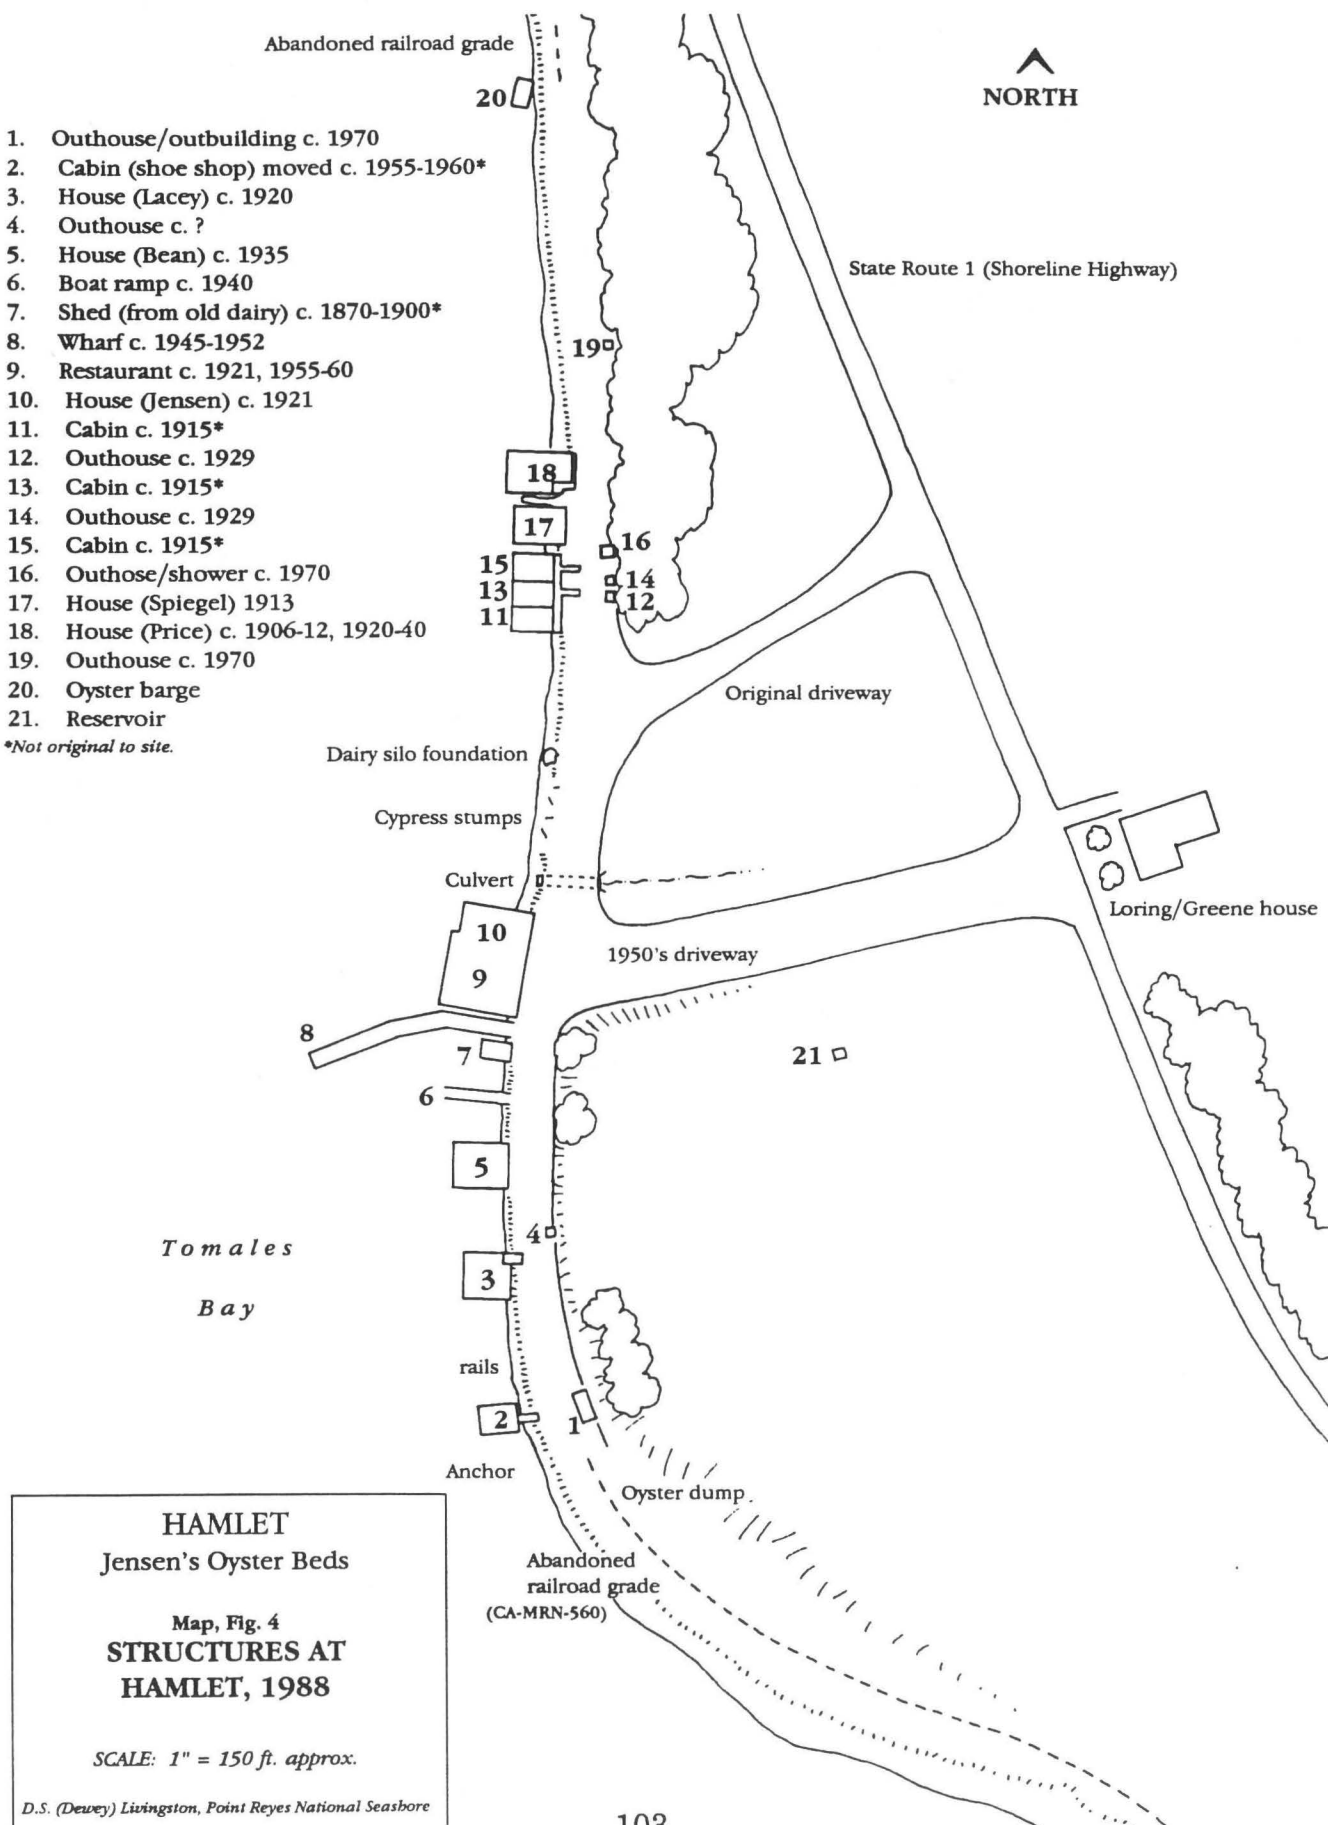 Abandoned railroad grade
NORTH
20
1. Outhouse/outbuilding c. 1970
2. Cabin (shoe shop) moved c. 1955-1960*
3. House (Lacey) c. 1920
4. Outhouse c. ?
5. House (Bean) c. 1935
6. Boat ramp c. 1940
7. Shed (from old dairy) c. 1870-1900*
8. Wharf c. 1945-1952
9. Restaurant c. 1921, 1955-60
10. House (Jensen) c. 1921
11. Cabin c. 1915*
12. Outhouse c. 1929
13. Cabin c. 1915*
14. Outhouse c. 1929
15. Cabin c. 1915*
16. Outhose/shower c. 1970
17. House (Spiegel) 1913
18. House (Price) c. 1906-12, 1920-40
19. Outhouse c. 1970
20. Oyster barge
21. Reservoir
*Not original to site.
State Route 1 (Shoreline Highway)
19
18
17
16
15
14
13
12
11
Original driveway
Dairy silo foundation
Cypress stumps
Culvert
Loring/Greene house
10
1950's driveway
9
8
7
21
6
5
4
Tomales
Bay
3
rails
2
1
Anchor
Oyster dump
Abandoned
railroad grade
(CA-MRN-560)
HAMLET
Jensen's Oyster Beds
Map, Fig. 4
STRUCTURES AT
HAMLET, 1988
SCALE: 1" = 150 ft. approx.
D.S. (Dewey) Livingston, Point Reyes National Seashore